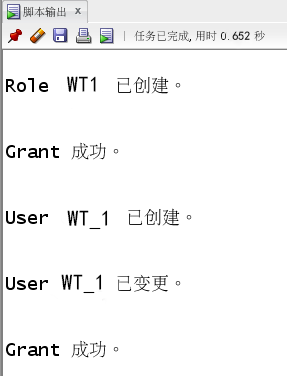 脚本输出 x
任务已完成, 用时 0.652 秒
Role WT1 已创建。
Grant 成功。
User WT_1 已创建。
User WT_1 已变更。
Grant 成功。